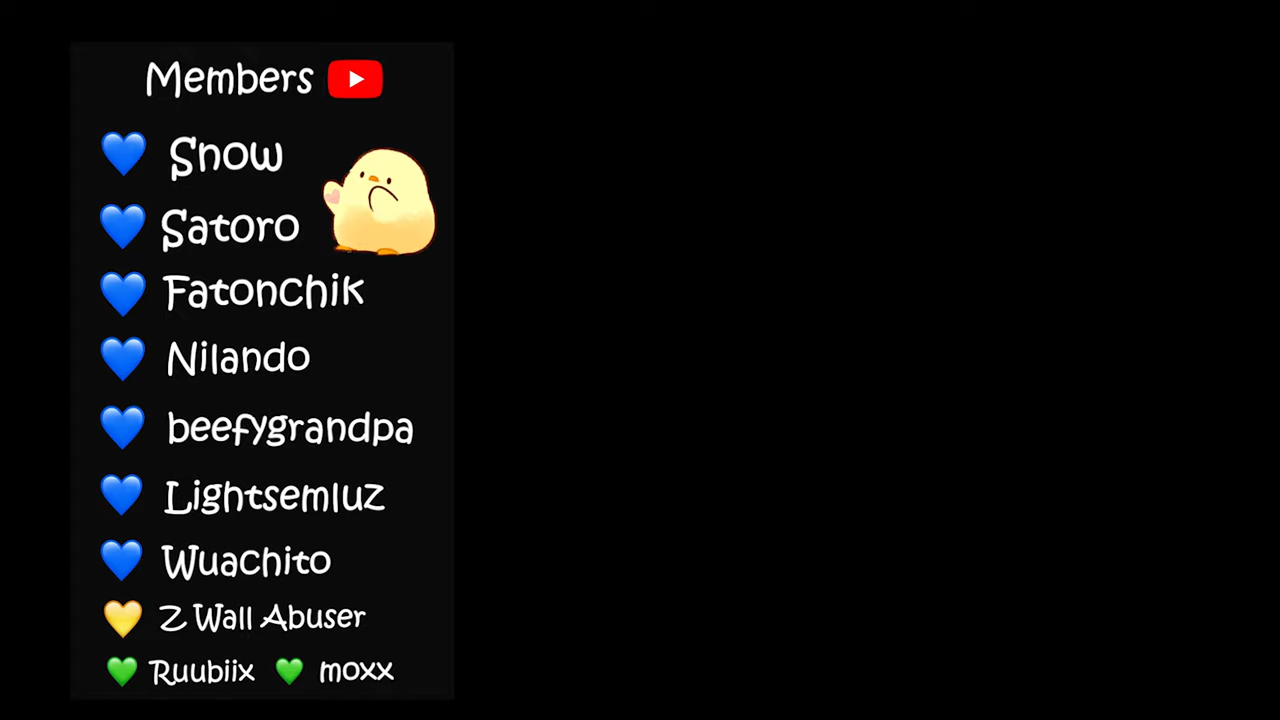 Members
Snow
Satoro
Fatonchik
Nilando
beefygrandpa
Lightsemluz
Wuachito
Z Wall Abuser
Ruubiix moxx